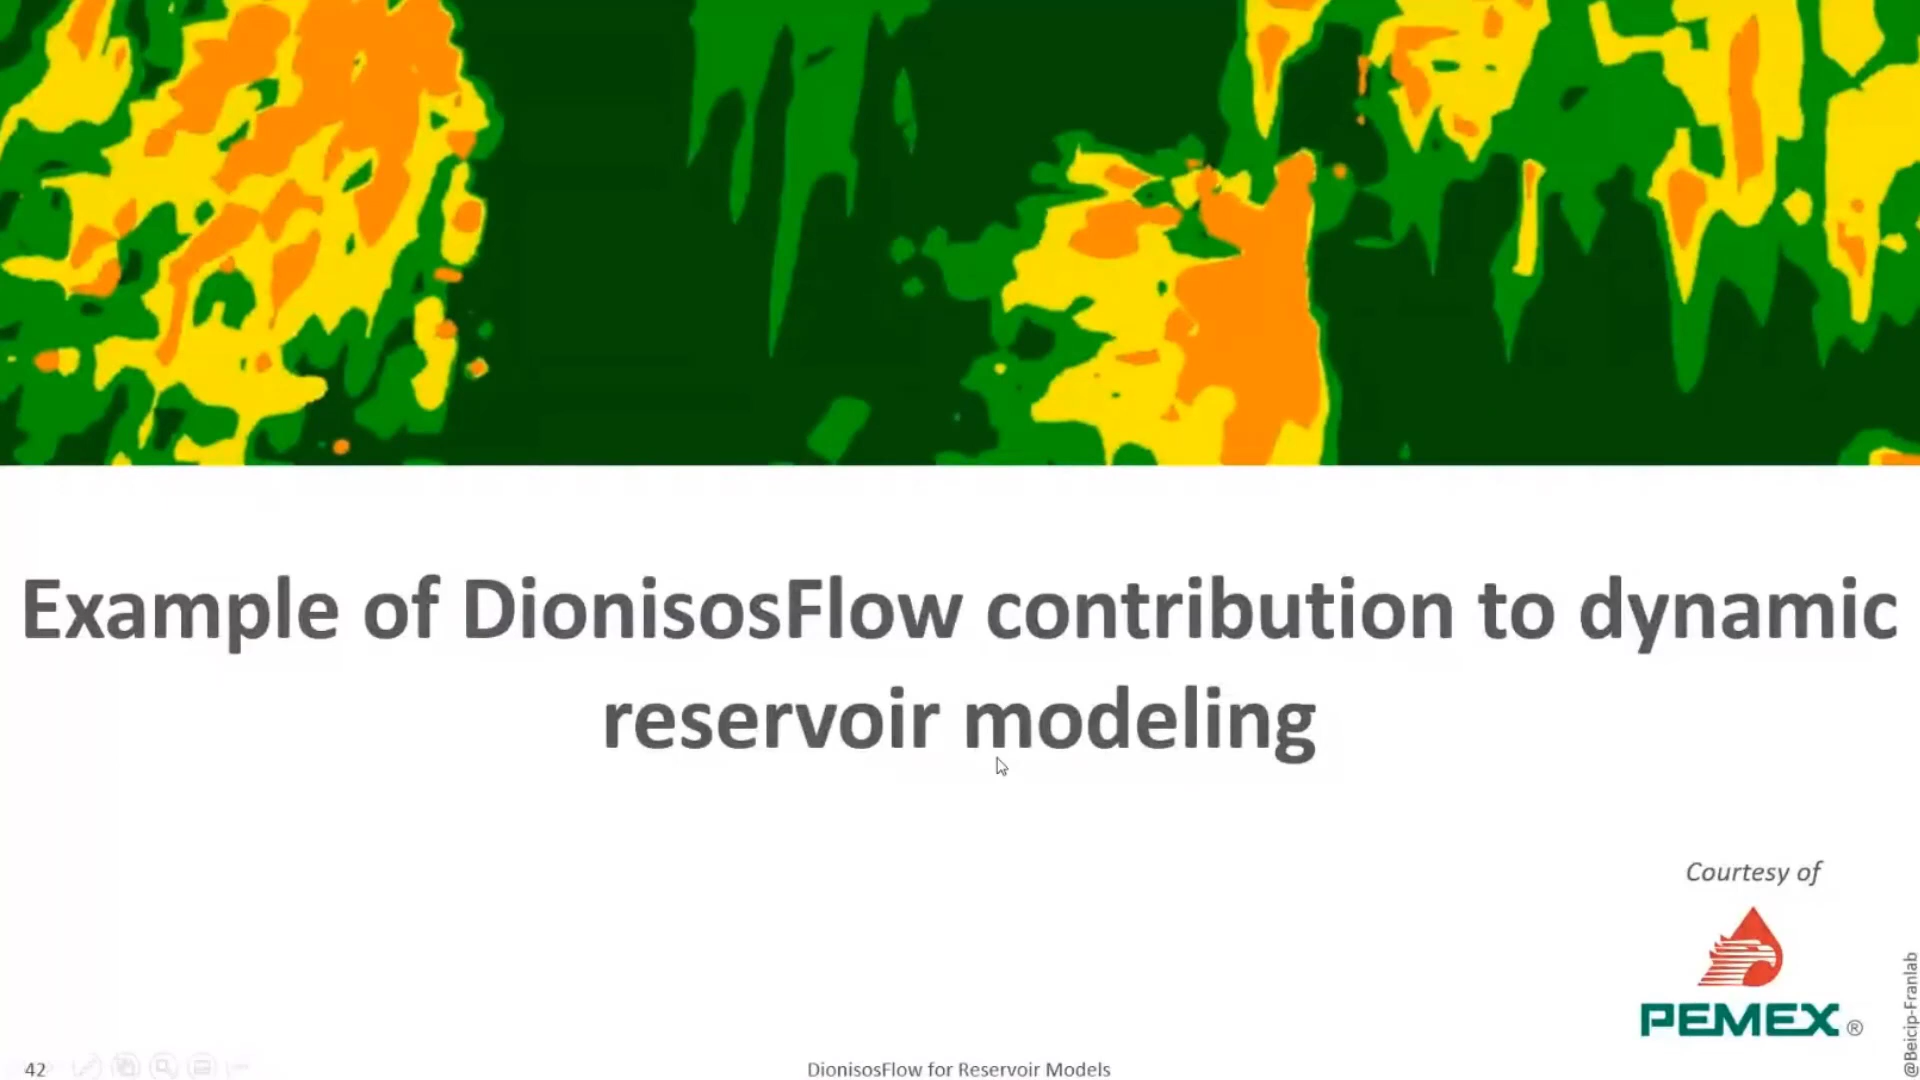 Example of DionisosFlow contribution to dynamic
reservoir modeling
Courtesy of
PEMEX ®
@Beicip-Franlab
42
DionisosFlow for Reservoir Models